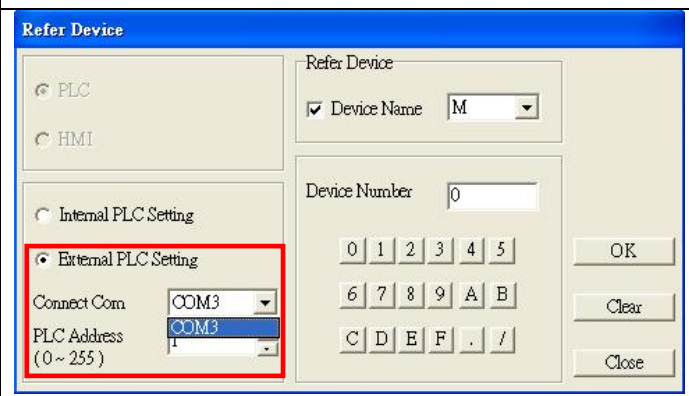 Refer Device
PLC
HMI
Internal PLC Setting
External PLC Setting
Connect Com COM3
COM3
PLC Address 1
(0~255)
Refer Device
Device Name M
Device Number 0
0 1 2 3 4 5
6 7 8 9 A B
C D E F . /
OK
Clear
Close